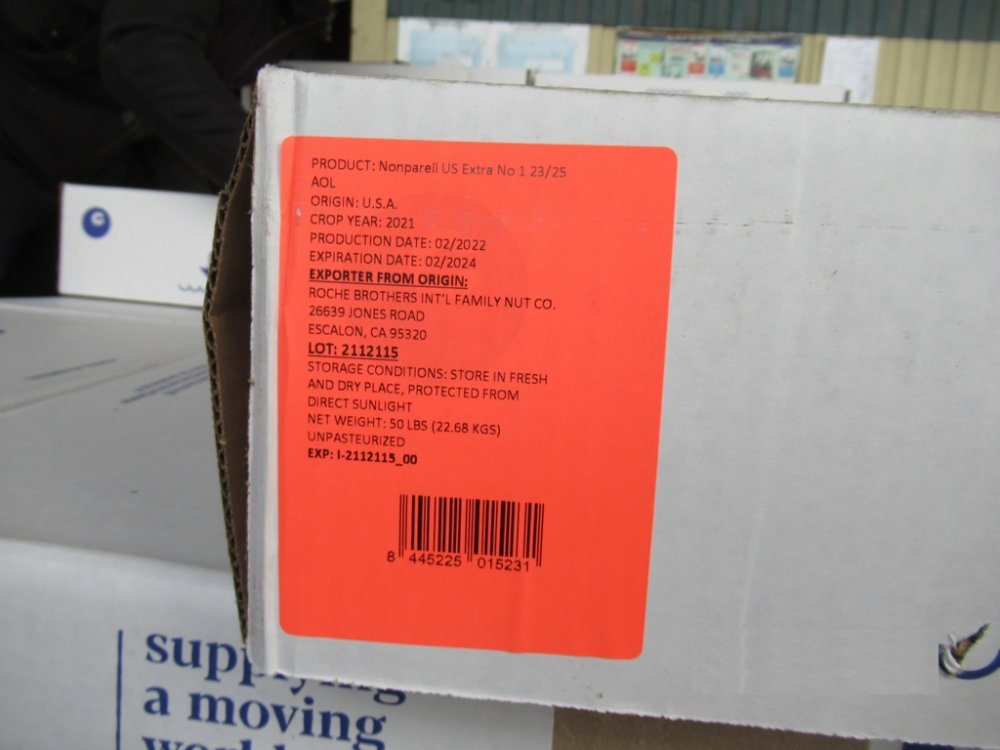 PRODUCT: Nonparell US Extra No 1 23/25
AOL
ORIGIN: U.S.A.
CROP YEAR: 2021
PRODUCTION DATE: 02/2022
EXPIRATION DATE: 02/2024
EXPORTER FROM ORIGIN:
ROCHE BROTHERS INT'L FAMILY NUT CO.
26639 JONES ROAD
ESCALON, CA 95320
LOT: 2112115
STORAGE CONDITIONS: STORE IN FRESH
AND DRY PLACE, PROTECTED FROM
DIRECT SUNLIGHT
NET WEIGHT: 50 LBS (22.68 KGS)
UNPASTEURIZED
EXP: I-2112115_00
8 445225 015231
supplying
a moving